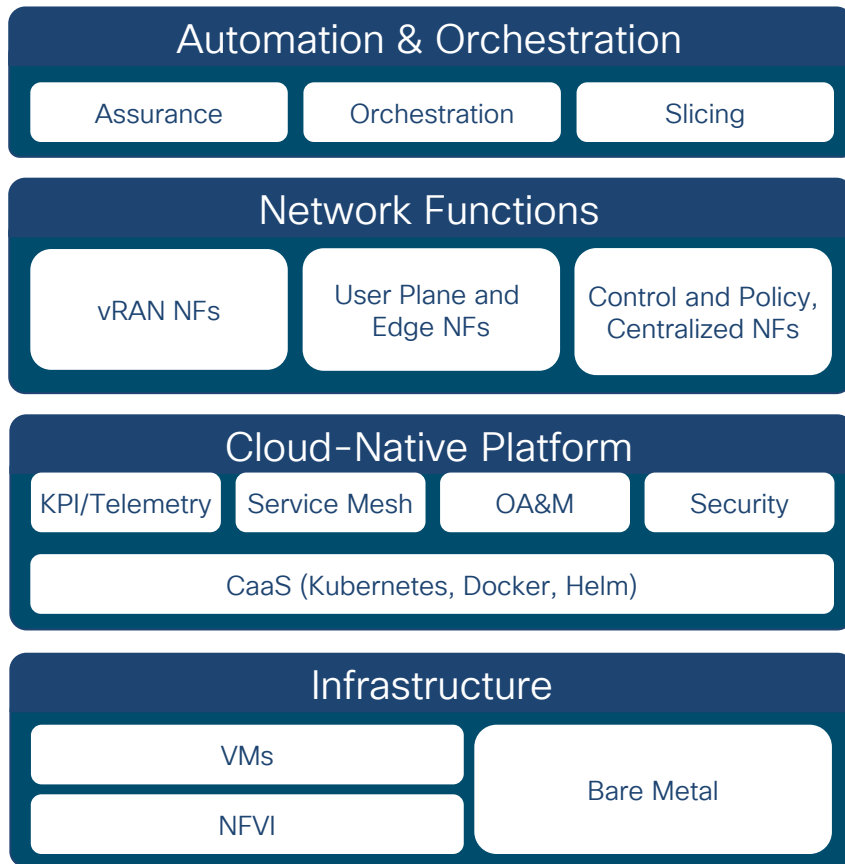 Automation & Orchestration
Assurance
Orchestration
Slicing
Network Functions
vRAN NFs
User Plane and
Edge NFs
Control and Policy,
Centralized NFs
Cloud-Native Platform
KPI/Telemetry
Service Mesh
OA&M
Security
CaaS (Kubernetes, Docker, Helm)
Infrastructure
VMs
NFVI
Bare Metal